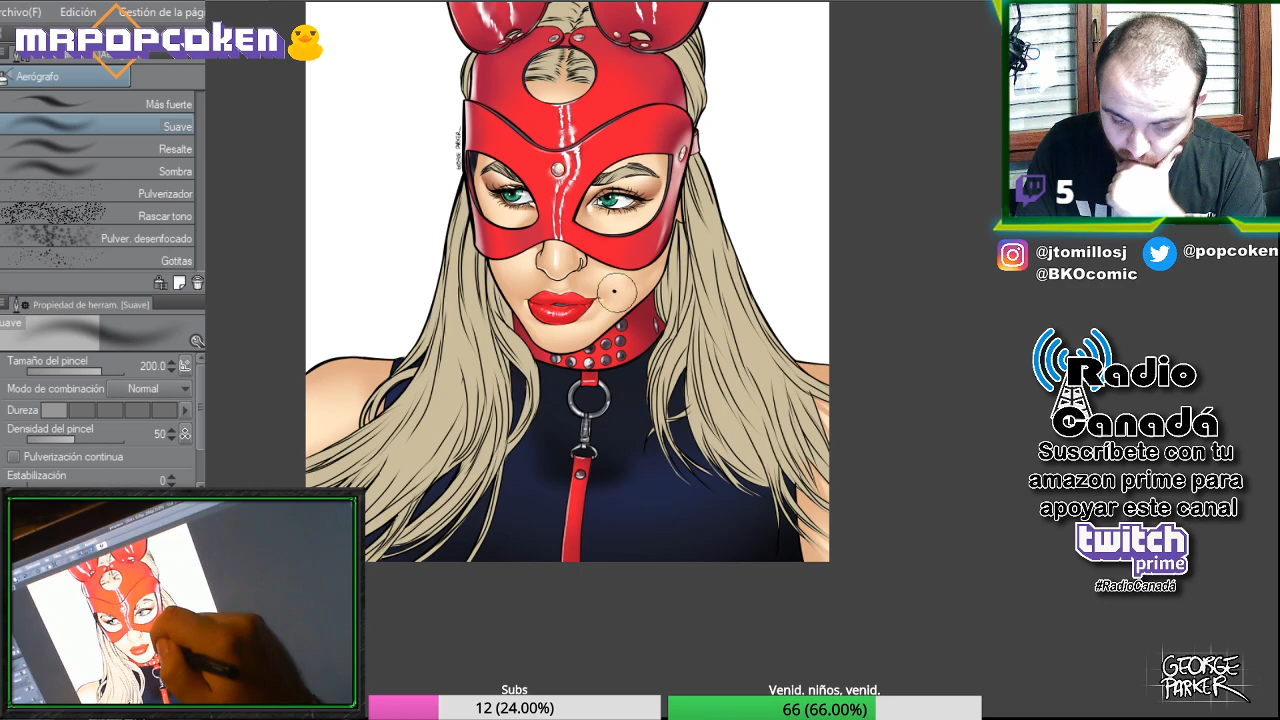 rchivo(F) Edición Gestión de la pág
MRPOPCOKEN
Aerógrafo
Más fuerte
Suave
Resalte
Sombra
Pulverizador
Rascar tono
Pulver. desenfocado
Gotitas
Propiedad de herram. [Suave]
uave
Tamaño del pincel 200.0
Modo de combinación Normal
Dureza
Densidad del pincel 50
Pulverización continua
Estabilización 0
GEORGE PARKER
5
@jtomillosj @popcoken
@BKOcomic
Radio
Canadá
Suscríbete con tu
amazon prime para
apoyar este canal
twitch
prime
#RadioCanadá
GEORGE
PARKER
Subs
12 (24.00%)
Venid, niños, venid.
66 (66.00%)